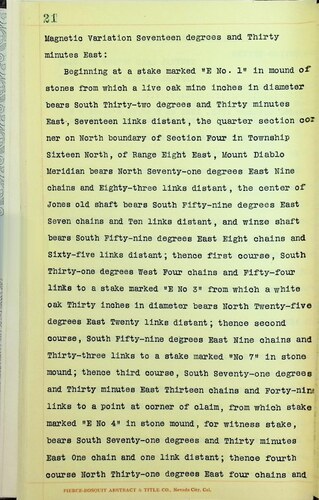 21
Magnetic Variation Seventeen degrees and Thirty
minutes East:
Beginning at a stake marked "E No. 1" in mound of
stones from which a live oak mine inches in diameter
bears South Thirty-two degrees and Thirty minutes
East, Seventeen links distant, the quarter section cor
ner on North boundary of Section Four in Township
Sixteen North, of Range Eight East, Mount Diablo
Meridian bears North Seventy-one degrees East Nine
chains and Eighty-three links distant, the center of
Jones old shaft bears South Fifty-nine degrees East
Seven chains and Ten links distant, and winze shaft
bears South Fifty-nine degrees East Eight chains and
Sixty-five links distant; thence first course, South
Thirty-one degrees West Four chains and Fifty-four
links to a stake marked "E No 3" from which a white
oak Thirty inches in diameter bears North Twenty-five
degrees East Twenty links distant; thence second
course, South Fifty-nine degrees East Nine chains and
Thirty-three links to a stake marked "No 7" in stone
mound; thence third course, South Seventy-one degrees
and Thirty minutes East Thirteen chains and Forty-nine
links to a point at corner of claim, from which stake
marked "E No 4" in stone mound, for witness stake,
bears South Seventy-one degrees and Thirty minutes
East One chain and one link distant; thence fourth
course North Thirty-one degrees East four chains and
PIERCE-BOSQUIT ABSTRACT & TITLE CO., Nevada City, Cal.